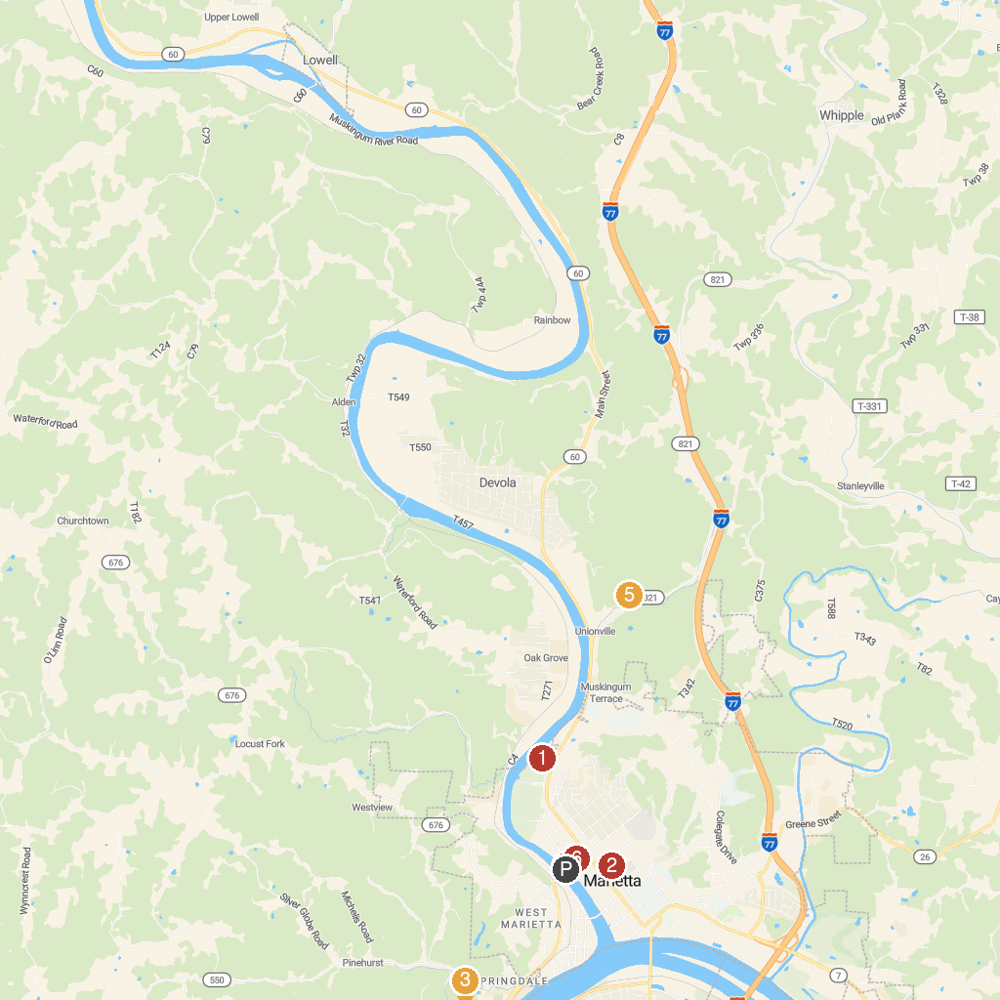 Upper Lowell
77
60
Lowell
C60
Bear Creek Road
T328
C60
Old Plank Road
60
Whipple
Muskingum River Road
C79
C8
Twp 38
77
60
821
Twp 444
T-38
Rainbow
77
Twp 336
Twp 331
T124
C79
Twp 32
Main Street
T549
Alden
T-331
Waterford Road
T32
T550
821
60
Devola
Stanleyville
T-42
T182
Churchtown
T457
77
676
C375
Waterford Road
5
T547
T588
Unionville
O'Linn Road
T343
Oak Grove
T82
T342
Muskingum
Terrace
T271
676
77
T520
Locust Fork
C4
1
Westview
676
Greene Street
Colegate Drive
77
26
6
P
2
Marietta
Wynncrest Road
Silver Globe Road
Michelis Road
WEST
MARIETTA
Pinehurst
3
550
7